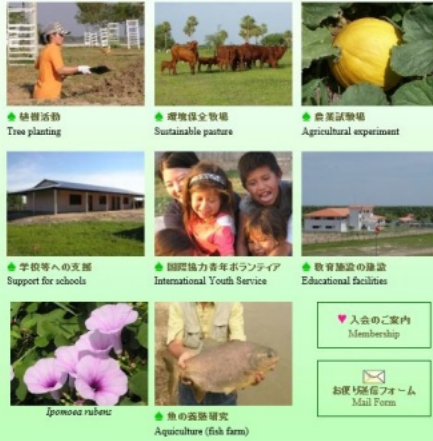 植樹活動
Tree planting
環境保全牧場
Sustainable pasture
農業試験場
Agricultural experiment
学校等への支援
Support for schools
国際協力青年ボランティア
International Youth Service
教育施設の建設
Educational facilities
Ipomoea rubens
魚の養殖研究
Aquiculture (fish farm)
入会のご案内
Membership
お便り送信フォーム
Mail Form